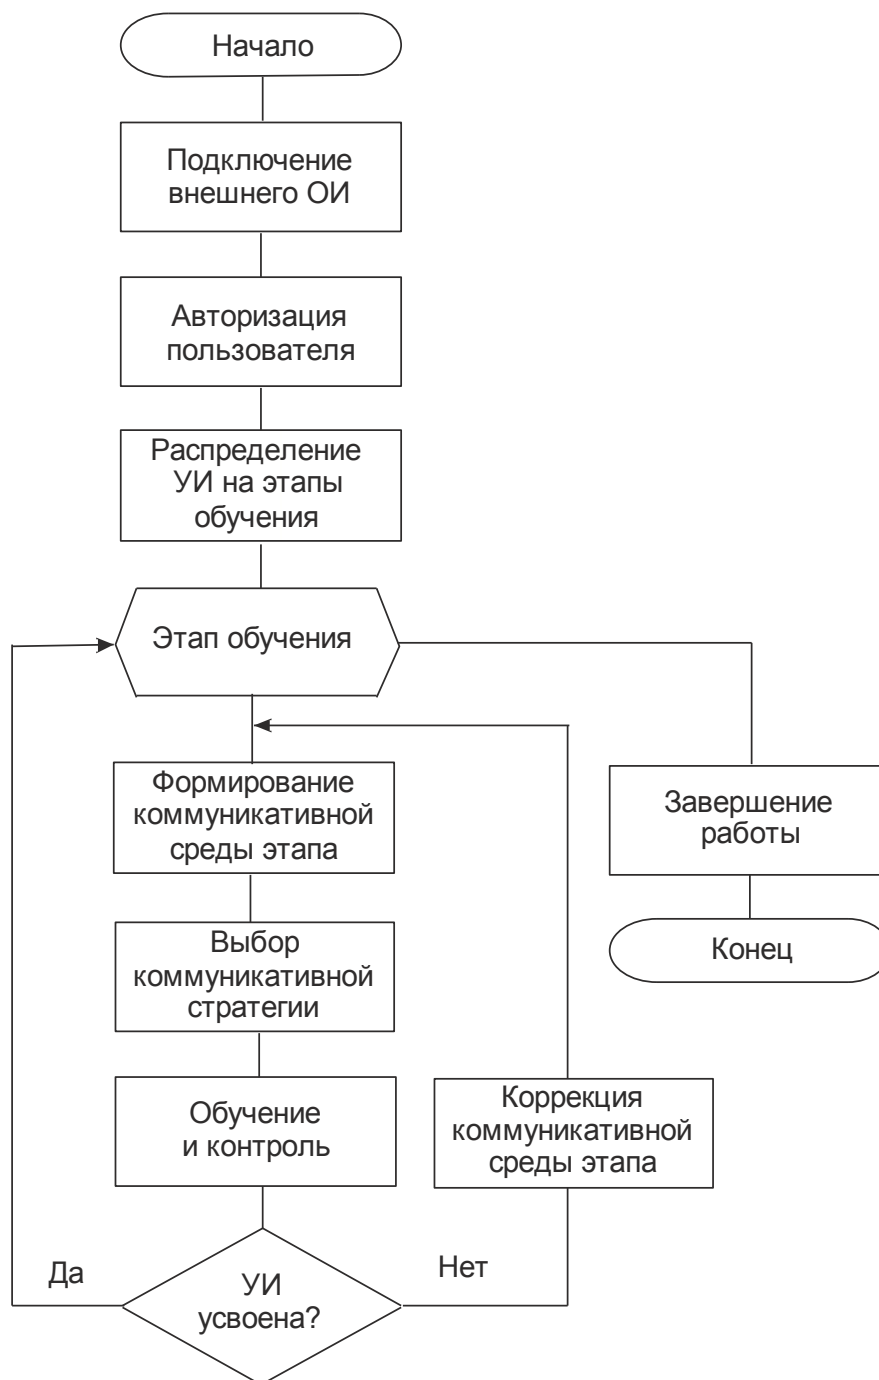 Начало
Подключение
внешнего ОИ
Авторизация
пользователя
Распределение
УИ на этапы
обучения
Этап обучения
Формирование
коммуникативной
среды этапа
Завершение
работы
Выбор
коммуникативной
стратегии
Конец
Обучение
и контроль
Коррекция
коммуникативной
среды этапа
Да
УИ
усвоена?
Нет